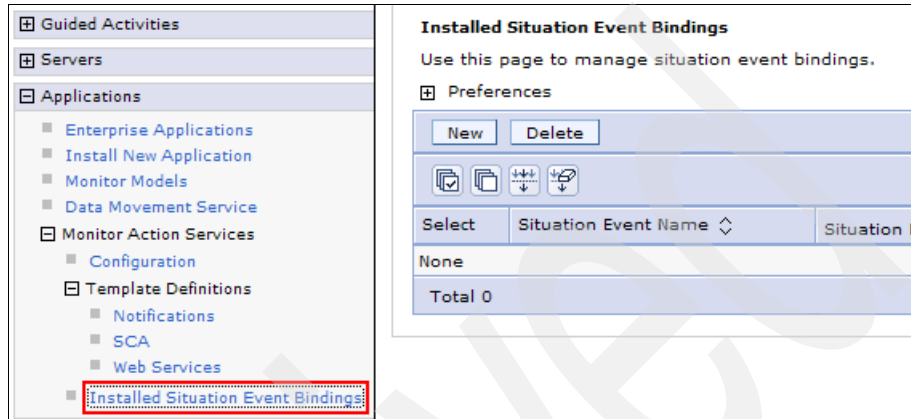 Guided Activities
Servers
Applications
Enterprise Applications
Install New Application
Monitor Models
Data Movement Service
Monitor Action Services
Configuration
Template Definitions
Notifications
SCA
Web Services
Installed Situation Event Bindings
Installed Situation Event Bindings
Use this page to manage situation event bindings.
Preferences
New Delete
Select Situation Event Name Situation
None
Total 0